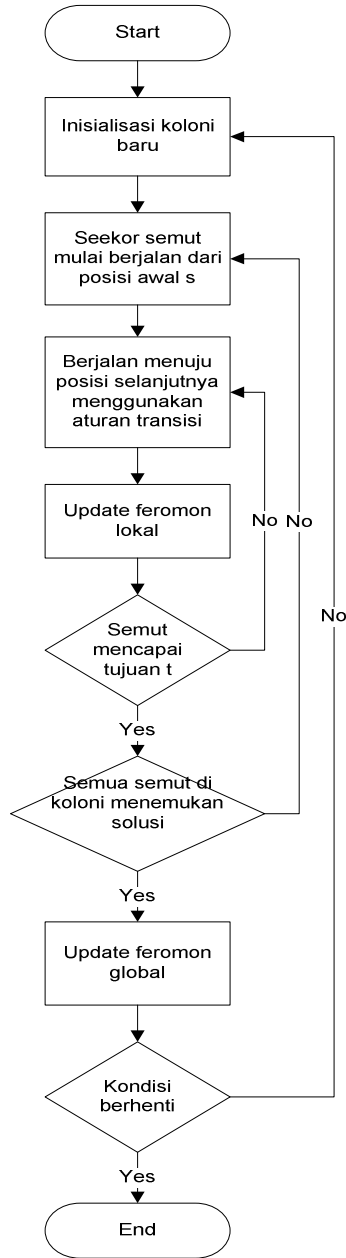 Start
Inisialisasi koloni
baru
Seekor semut
mulai berjalan dari
posisi awal s
Berjalan menuju
posisi selanjutnya
menggunakan
aturan transisi
Update feromon
lokal
No
No
No
Semut
mencapai
tujuan t
Yes
Semua semut di
koloni menemukan
solusi
Yes
Update feromon
global
Kondisi
berhenti
Yes
End